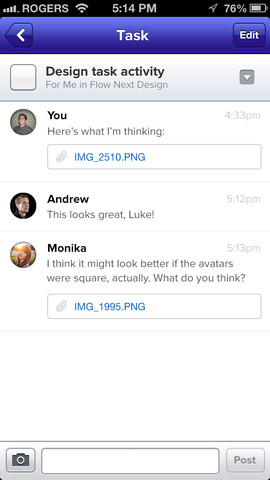 ROGERS 5:14 PM 76%
Task Edit
Design task activity
For Me in Flow Next Design
You 4:33pm
Here's what I'm thinking:
IMG_2510.PNG
Andrew 5:12pm
This looks great, Luke!
Monika 5:13pm
I think it might look better if the avatars
were square, actually. What do you think?
IMG_1995.PNG
Post